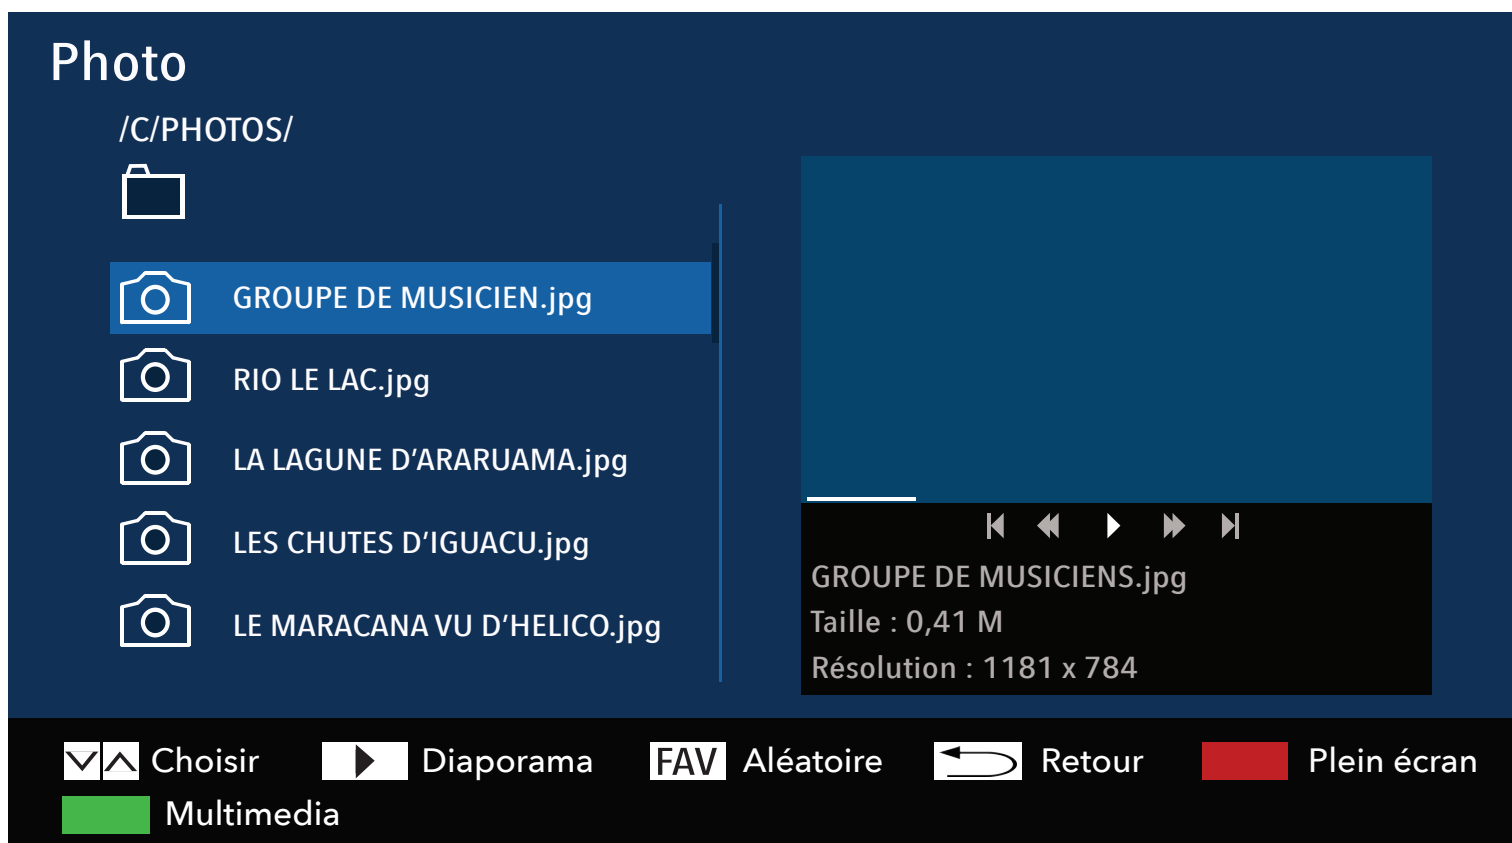 Photo
/C/PHOTOS/
GROUPE DE MUSICIEN.jpg
RIO LE LAC.jpg
LA LAGUNE D'ARARUAMA.jpg
LES CHUTES D'IGUACU.jpg
LE MARACANA VU D'HELICO.jpg
GROUPE DE MUSICIENS.jpg
Taille : 0,41 M
Résolution : 1181 x 784
Choisir Diaporama FAV Aléatoire Retour Plein écran
Multimedia